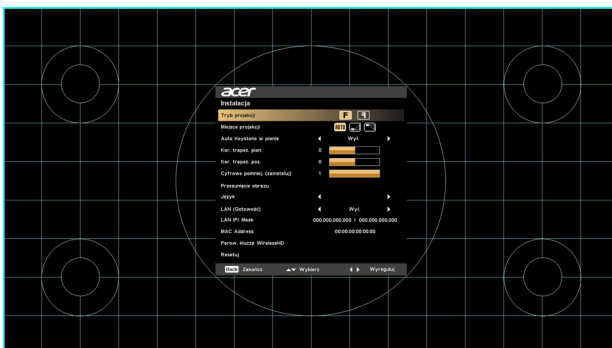 acer
Instalacja
Tryb projekcji F
Miejsce projekcji AUTO
Auto Keystone w pionie Wył.
Kor. trapez. pion. 0
Kor. trapez. poz. 0
Cyfrowe pomniej. (zainstaluj) 1
Przesunięcie obrazu
Język
LAN (Gotowość) Wył.
LAN IP/ Mask 000.000.000.000 / 000.000.000.000
MAC Address 00:00:00:00:00:00
Parow. klucza WirelessHD
Resetuj
Back Zakończ Wybierz Wyreguluj